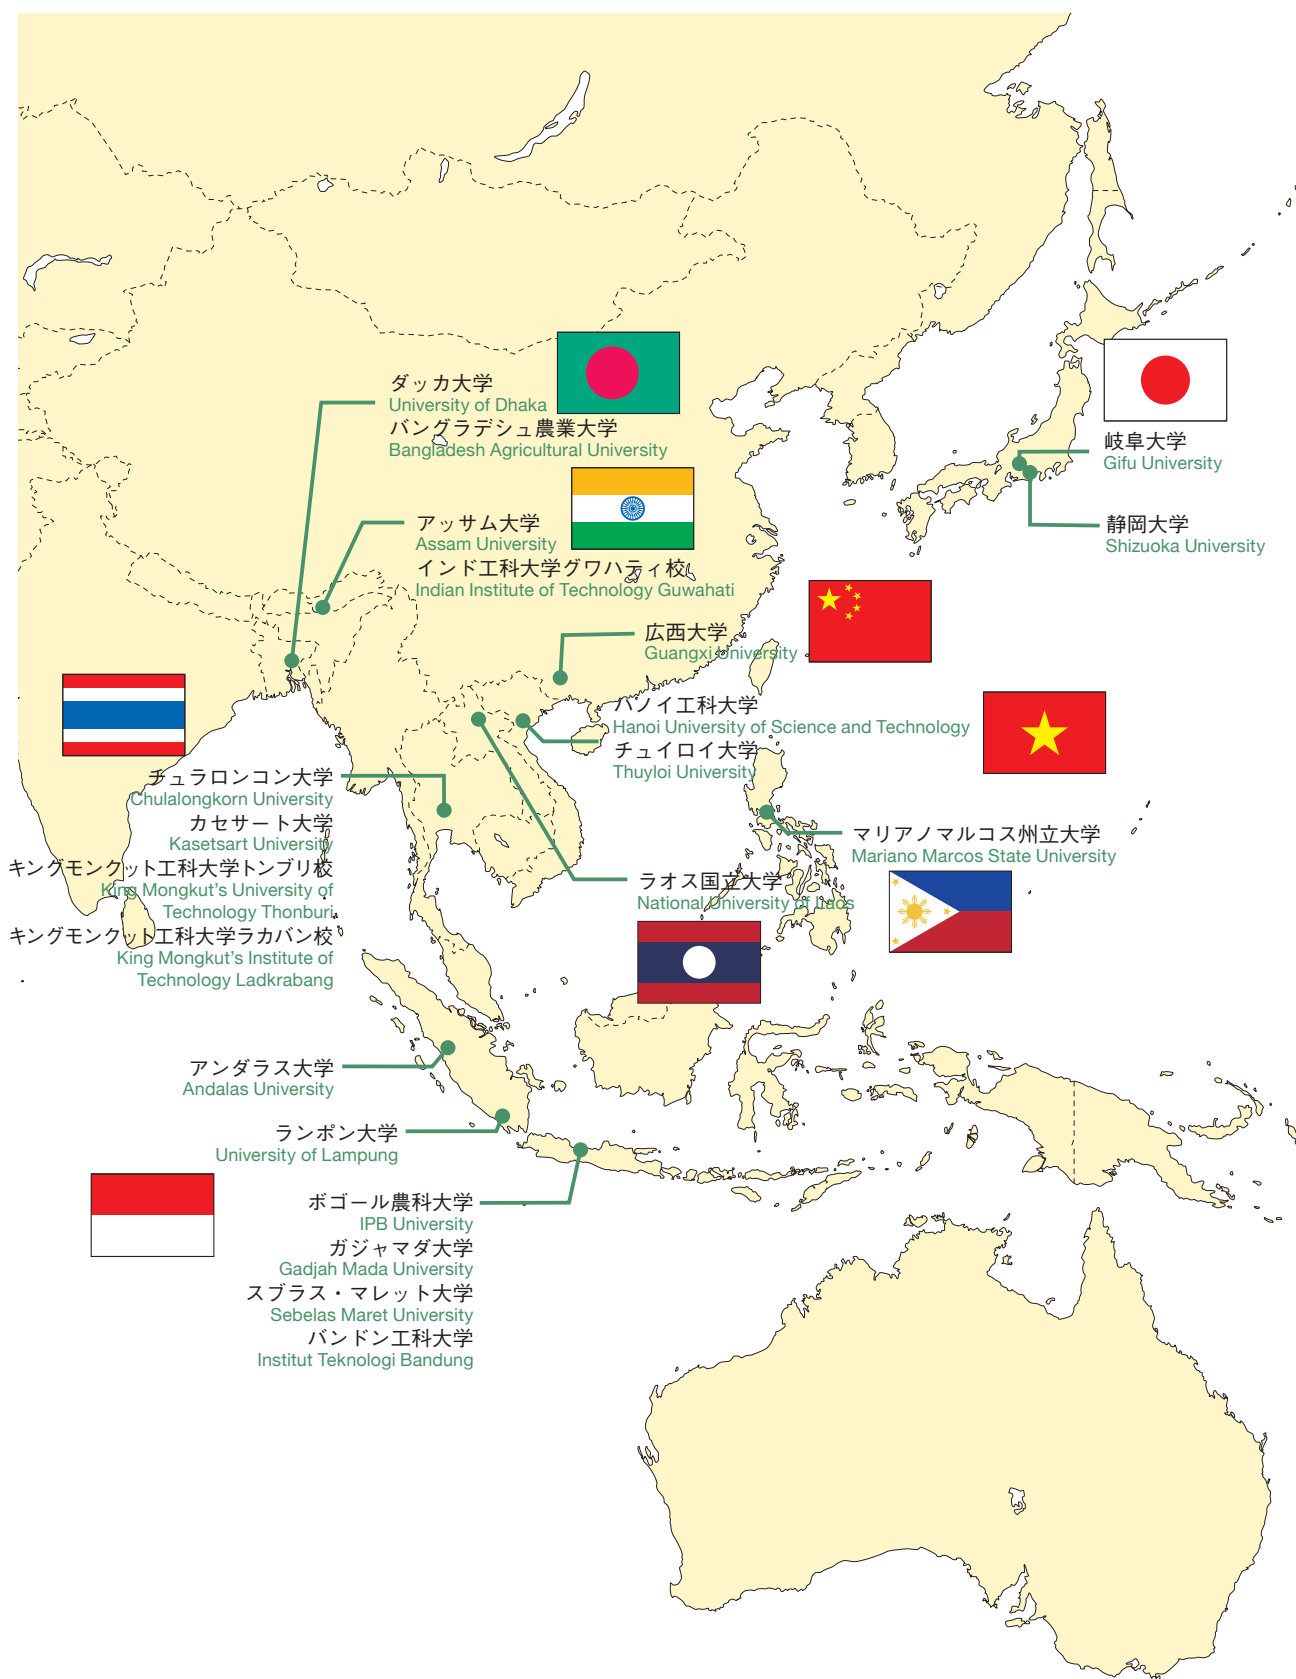 ダッカ大学
University of Dhaka
バングラデシュ農業大学
Bangladesh Agricultural University
岐阜大学
Gifu University
静岡大学
Shizuoka University
アッサム大学
Assam University
インド工科大学グワハティ校
Indian Institute of Technology Guwahati
広西大学
Guangxi University
ハノイ工科大学
Hanoi University of Science and Technology
チュイロイ大学
Thuyloi University
チュラロンコン大学
Chulalongkorn University
カセサート大学
Kasetsart University
キングモンクット工科大学トンブリ校
King Mongkut's University of
Technology Thonburi
キングモンクット工科大学ラカバン校
King Mongkut's Institute of
Technology Ladkrabang
マリアノマルコス州立大学
Mariano Marcos State University
ラオス国立大学
National University of Laos
アンダラス大学
Andalas University
ランポン大学
University of Lampung
ボゴール農科大学
IPB University
ガジャマダ大学
Gadjah Mada University
スブラス・マレット大学
Sebelas Maret University
バンドン工科大学
Institut Teknologi Bandung